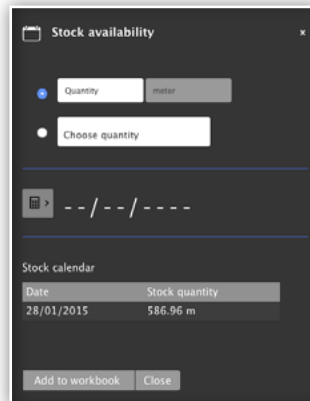 Stock availability x
Quantity meter
Choose quantity
> --/--/----
Stock calendar
Date Stock quantity
28/01/2015 586.96 m
Add to workbook Close